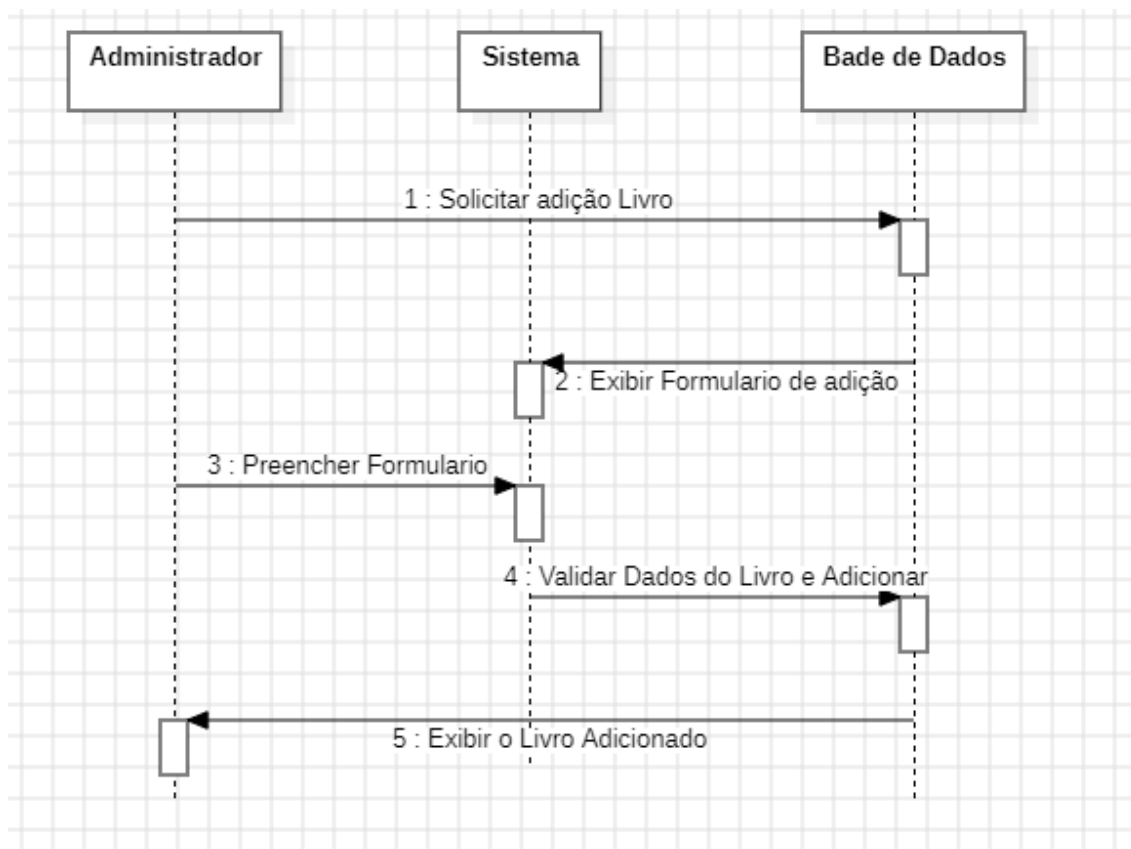 Administrador
Sistema
Bade de Dados
1 : Solicitar adição Livro
2 : Exibir Formulario de adição
3 : Preencher Formulario
4 : Validar Dados do Livro e Adicionar
5 : Exibir o Livro Adicionado